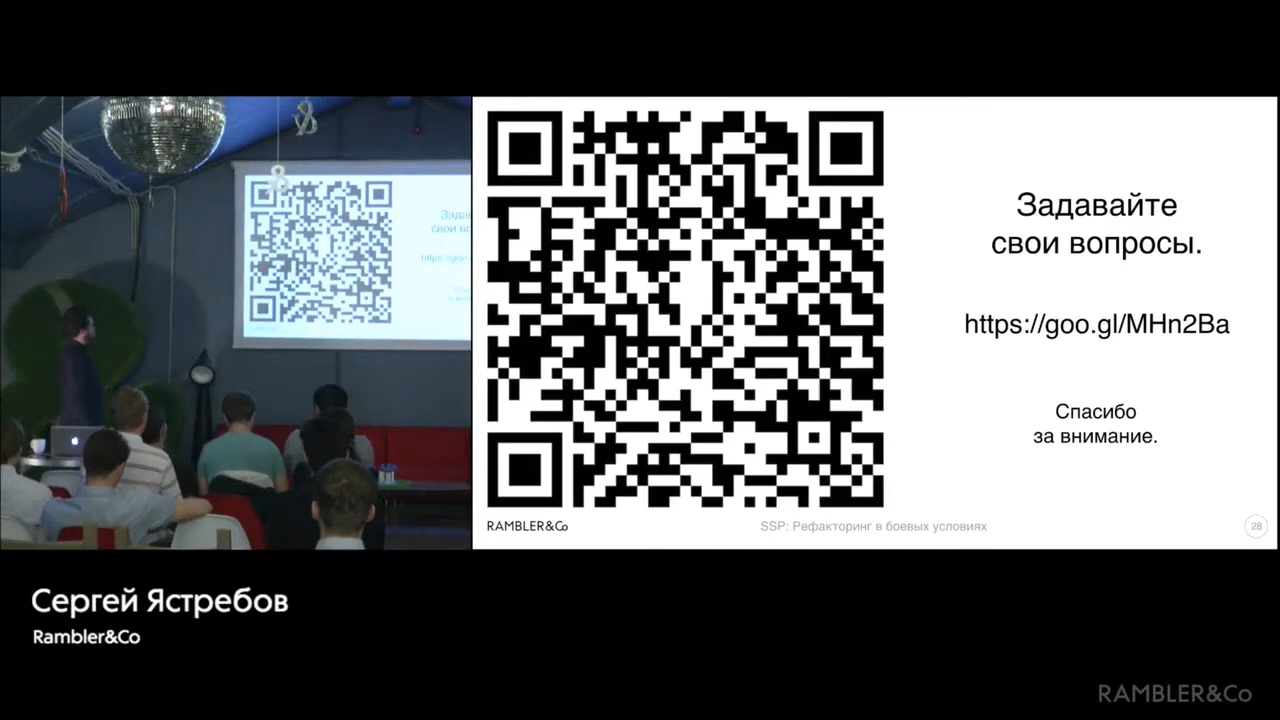 Задавайте
свои вопросы.
https://goo.gl/MHn2Ba
Спасибо
за внимание.
RAMBLER&Co
SSP: Рефакторинг в боевых условиях
28
Сергей Ястребов
Rambler&Co
RAMBLER&Co